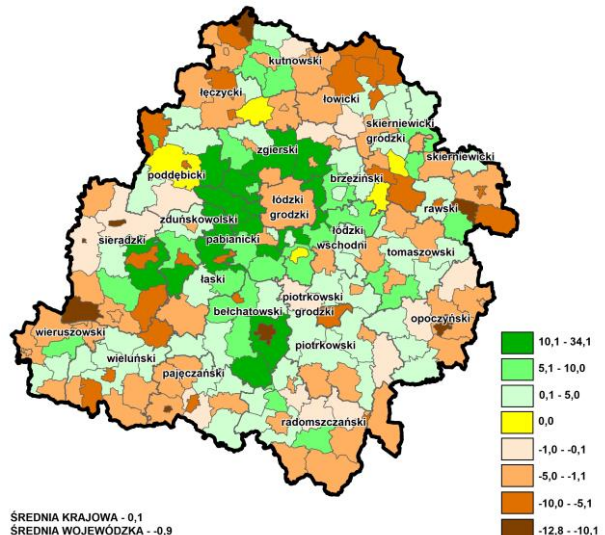 kutnowski
łęczycki
łowicki
skierniewicki
grodzki
skierniewicki
zgierski
poddębicki
brzeziński
łódzki
grodzki
rawski
zduńskowolski
sieradzki
pabianicki
łódzki
wschodni
tomaszowski
łaski
bełchatowski
piotrkowski
grodzki
opoczyński
wieruszowski
piotrkowski
wieluński
pajęczański
radomszczański
10,1 - 34,1
5,1 - 10,0
0,1 - 5,0
0,0
-1,0 - -0,1
-5,0 - -1,1
-10,0 - -5,1
-12,8 - -10,1
ŚREDNIA KRAJOWA - 0,1
ŚREDNIA WOJEWÓDZKA - -0,9